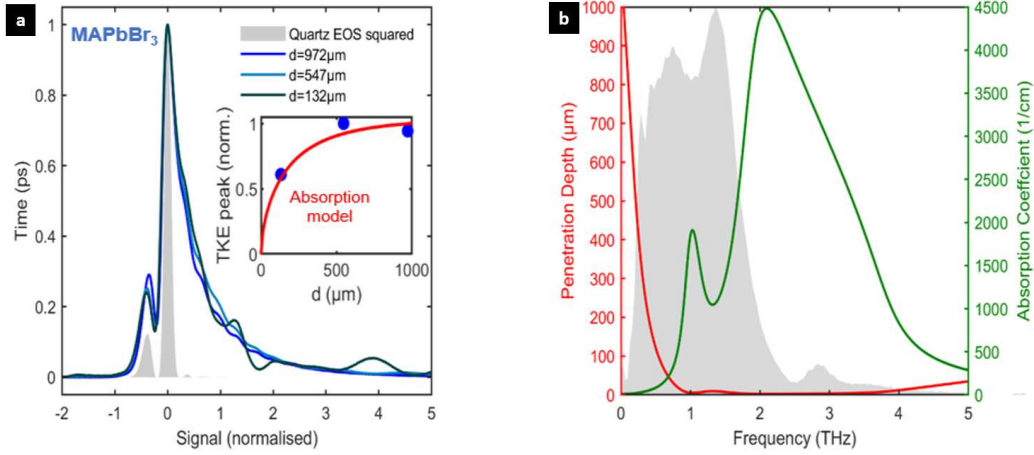 a
MAPbBr3
Quartz EOS squared
d=972μm
d=547μm
d=132μm
TKE peak (norm.)
1
0.5
0
Absorption
model
0 500 1000
d (μm)
Time (ps)
1
0.8
0.6
0.4
0.2
0
-2 -1 0 1 2 3 4 5
Signal (normalised)
b
Penetration Depth (μm)
1000
900
800
700
600
500
400
300
200
100
0
4500
4000
3500
3000
2500
2000
1500
1000
500
0
Absorption Coeffcient (1/cm)
0 1 2 3 4 5
Frequency (THz)